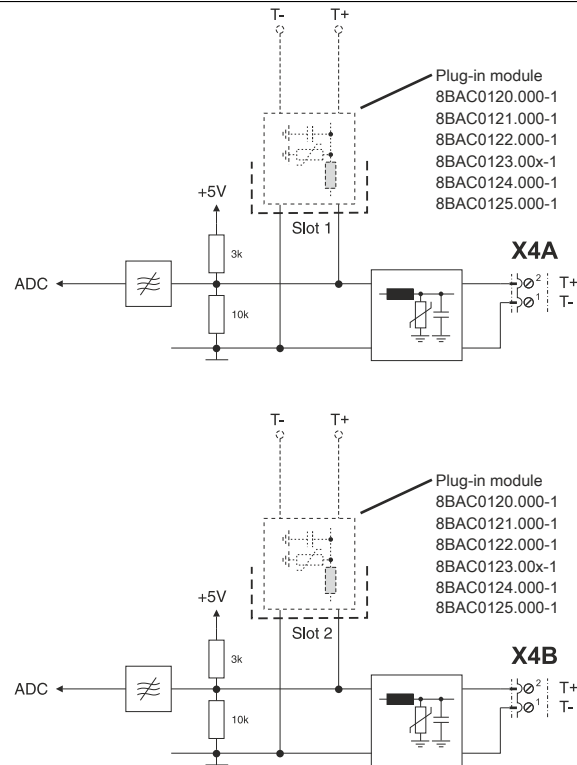 T- T+
Plug-in module
8BAC0120.000-1
8BAC0121.000-1
8BAC0122.000-1
8BAC0123.00x-1
8BAC0124.000-1
8BAC0125.000-1
+5V
Slot 1
3k
X4A
ADC
2 T+
1 T-
10k
T- T+
Plug-in module
8BAC0120.000-1
8BAC0121.000-1
8BAC0122.000-1
8BAC0123.00x-1
8BAC0124.000-1
8BAC0125.000-1
+5V
Slot 2
3k
X4B
ADC
2 T+
1 T-
10k